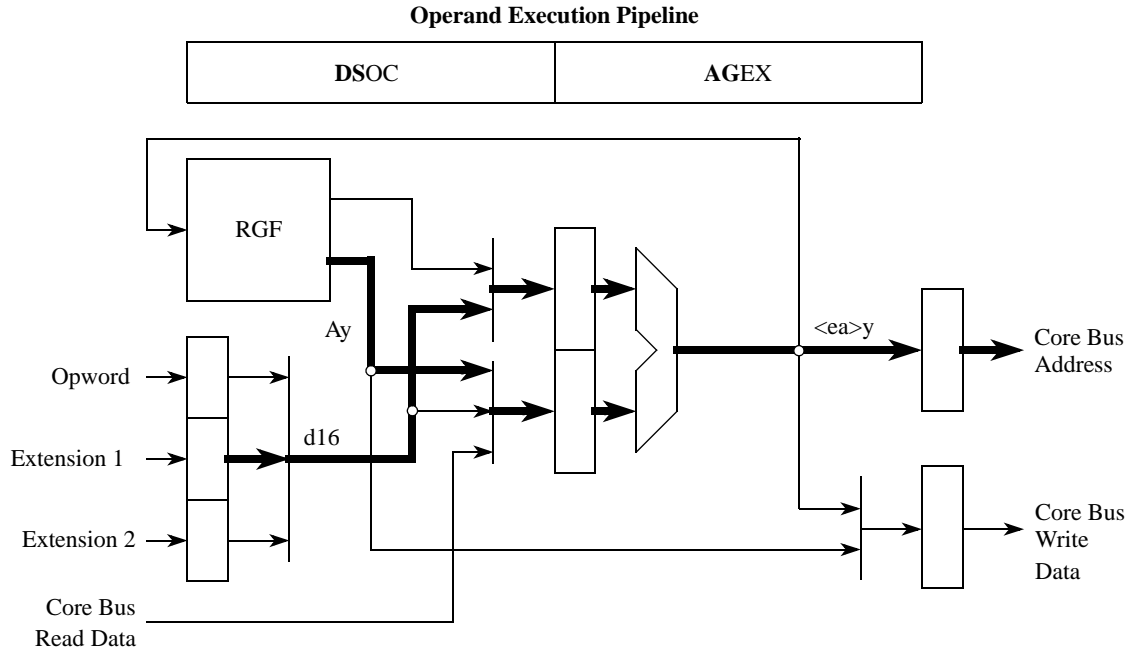 Operand Execution Pipeline
DSOC
AGEX
RGF
Ay
<ea>y
Core Bus
Address
Opword
d16
Extension 1
Extension 2
Core Bus
Write
Data
Core Bus
Read Data